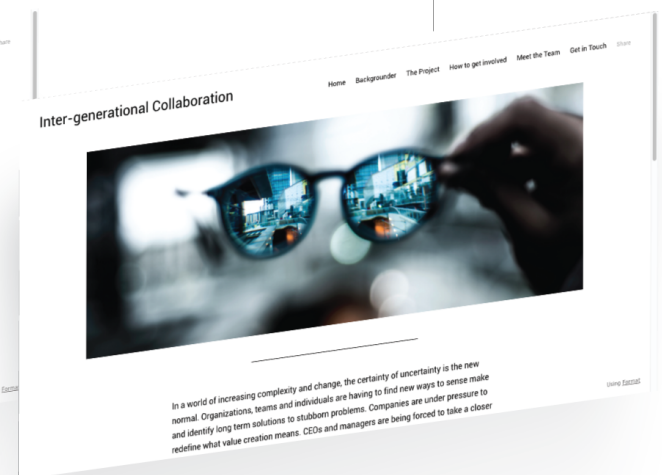 Share
Inter-generational Collaboration
Home Backgrounder The Project How to get involved Meet the Team Get in Touch Share
In a world of increasing complexity and change, the certainty of uncertainty is the new
normal. Organizations, teams and individuals are having to find new ways to sense make
and identify long term solutions to stubborn problems. Companies are under pressure to
redefine what value creation means. CEOs and managers are being forced to take a closer
Using Format
Format